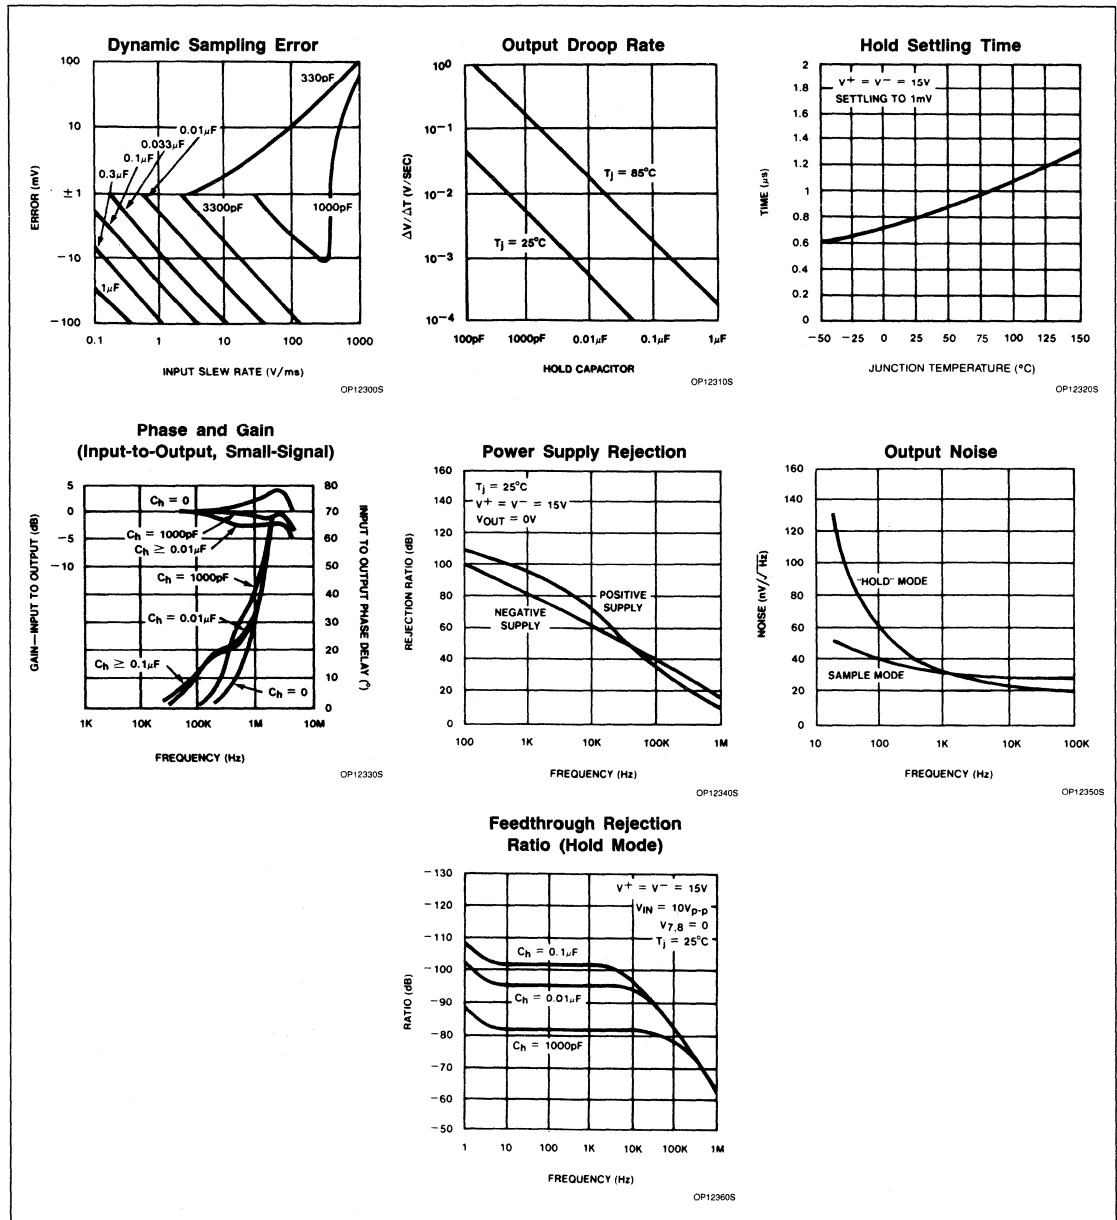 Dynamic Sampling Error
100
10
± 1
−10
−100
ERROR (mV)
330pF
0.01μF
0.033μF
0.1μF
0.3μF
1μF
3300pF
1000pF
0.1
1
10
100
1000
INPUT SLEW RATE (V/ms)
OP12300S
Output Droop Rate
10⁰
10⁻¹
10⁻²
10⁻³
10⁻⁴
ΔV/ΔT (V/SEC)
Tj = 85°C
Tj = 25°C
100pF
1000pF
0.01μF
0.1μF
1μF
HOLD CAPACITOR
OP12310S
Hold Settling Time
2
1.8
1.6
1.4
1.2
1
0.8
0.6
0.4
0.2
0
TIME (μs)
V+ = V− = 15V
SETTLING TO 1mV
−50
−25
0
25
50
75
100
125
150
JUNCTION TEMPERATURE (°C)
OP12320S
Phase and Gain
(Input-to-Output, Small-Signal)
5
0
−5
−10
GAIN—INPUT TO OUTPUT (dB)
Ch = 0
Ch = 1000pF
Ch ≥ 0.01μF
Ch = 1000pF
Ch = 0.01μF
Ch ≥ 0.1μF
Ch = 0
80
70
60
50
40
30
20
10
0
INPUT TO OUTPUT PHASE DELAY (°)
1K
10K
100K
1M
10M
FREQUENCY (Hz)
OP12330S
Power Supply Rejection
160
140
120
100
80
60
40
20
0
REJECTION RATIO (dB)
Tj = 25°C
V+ = V− = 15V
VOUT = 0V
POSITIVE
SUPPLY
NEGATIVE
SUPPLY
100
1K
10K
100K
1M
FREQUENCY (Hz)
OP12340S
Output Noise
160
140
120
100
80
60
40
20
0
NOISE (nV/√Hz)
"HOLD" MODE
SAMPLE MODE
10
100
1K
10K
100K
FREQUENCY (Hz)
OP12350S
Feedthrough Rejection
Ratio (Hold Mode)
−130
−120
−110
−100
−90
−80
−70
−60
−50
RATIO (dB)
V+ = V− = 15V
VIN = 10Vp-p
V7,8 = 0
Tj = 25°C
Ch = 0.1μF
Ch = 0.01μF
Ch = 1000pF
1
10
100
1K
10K
100K
1M
FREQUENCY (Hz)
OP12360S